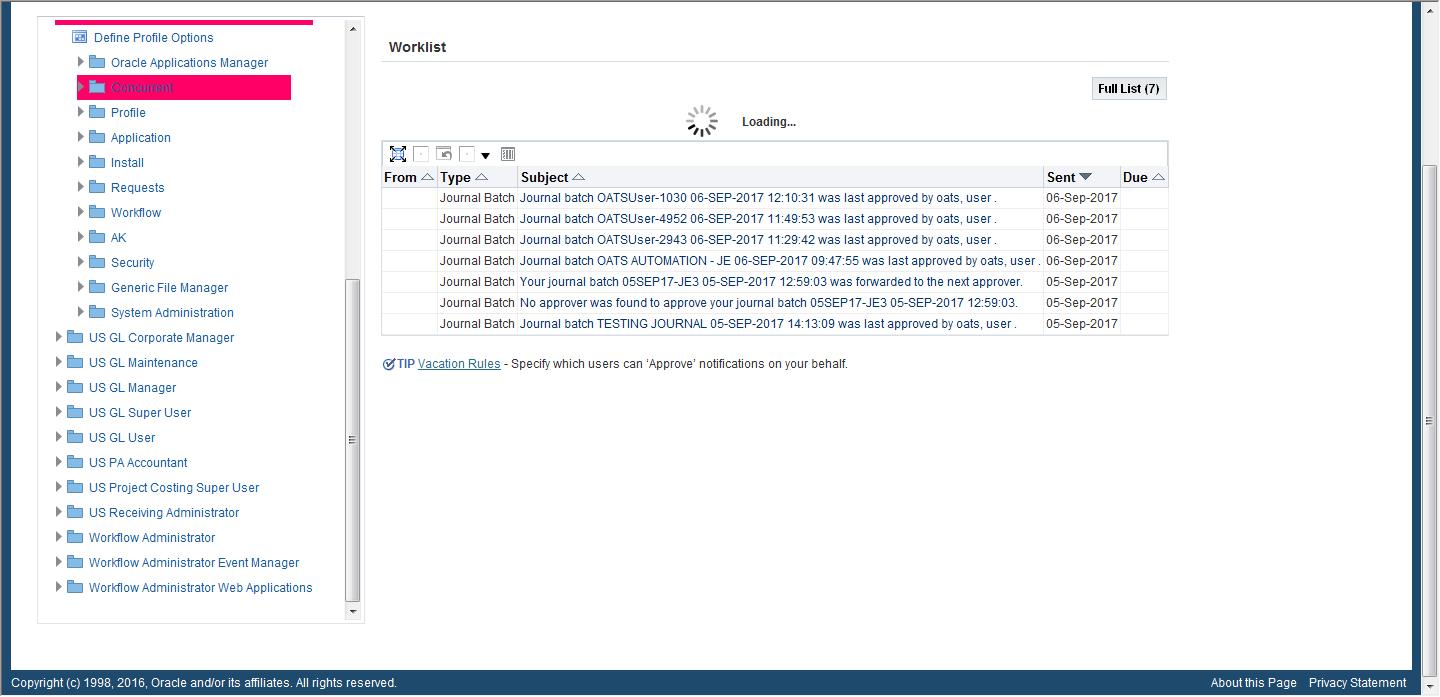 Define Profile Options
Oracle Applications Manager
Concurrent
Profile
Application
Install
Requests
Workflow
AK
Security
Generic File Manager
System Administration
US GL Corporate Manager
US GL Maintenance
US GL Manager
US GL Super User
US GL User
US PA Accountant
US Project Costing Super User
US Receiving Administrator
Workflow Administrator
Workflow Administrator Event Manager
Workflow Administrator Web Applications
Worklist
Full List (7)
Loading...
From Type Subject Sent Due
Journal Batch Journal batch OATSUser-1030 06-SEP-2017 12:10:31 was last approved by oats, user . 06-Sep-2017
Journal Batch Journal batch OATSUser-4952 06-SEP-2017 11:49:53 was last approved by oats, user . 06-Sep-2017
Journal Batch Journal batch OATSUser-2943 06-SEP-2017 11:29:42 was last approved by oats, user . 06-Sep-2017
Journal Batch Journal batch OATS AUTOMATION - JE 06-SEP-2017 09:47:55 was last approved by oats, user . 06-Sep-2017
Journal Batch Your journal batch 05SEP17-JE3 05-SEP-2017 12:59:03 was forwarded to the next approver. 05-Sep-2017
Journal Batch No approver was found to approve your journal batch 05SEP17-JE3 05-SEP-2017 12:59:03. 05-Sep-2017
Journal Batch Journal batch TESTING JOURNAL 05-SEP-2017 14:13:09 was last approved by oats, user . 05-Sep-2017
TIP Vacation Rules - Specify which users can ‘Approve’ notifications on your behalf.
Copyright (c) 1998, 2016, Oracle and/or its affiliates. All rights reserved.
About this Page Privacy Statement